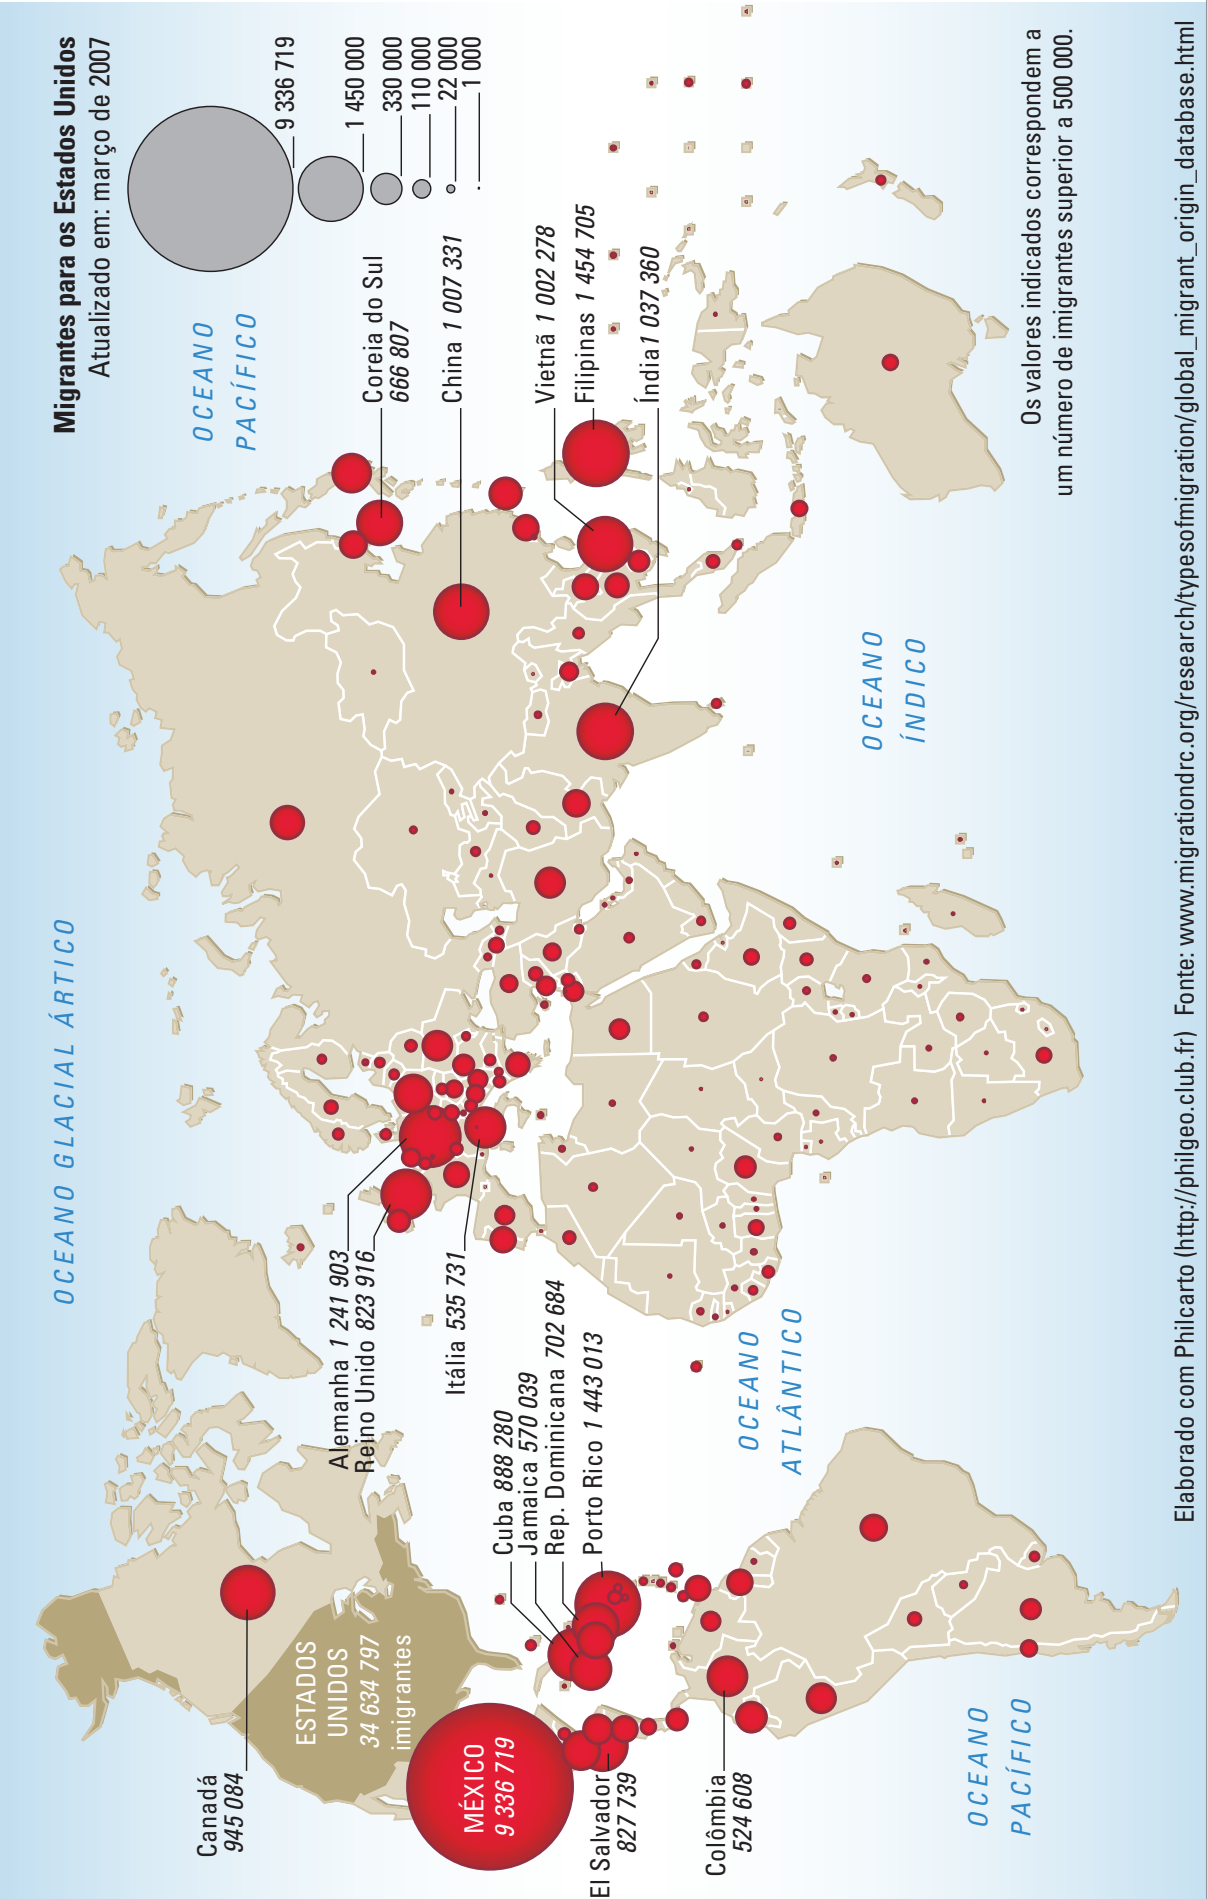 Migrantes para os Estados Unidos
Atualizado em: março de 2007
9 336 719
1 450 000
330 000
110 000
22 000
1 000
OCEANO GLACIAL ÁRTICO
OCEANO
PACÍFICO
Canadá
945 084
ESTADOS
UNIDOS
34 634 797
imigrantes
MÉXICO
9 336 719
El Salvador
827 739
Colômbia
524 608
Cuba 888 280
Jamaica 570 039
Rep. Dominicana 702 684
Porto Rico 1 443 013
Alemanha 1 241 903
Reino Unido 823 916
Itália 535 731
Coreia do Sul
666 807
China 1 007 331
Vietnã 1 002 278
Filipinas 1 454 705
Índia 1 037 360
OCEANO
ATLÂNTICO
OCEANO
ÍNDICO
OCEANO
PACÍFICO
Os valores indicados correspondem a
um número de imigrantes superior a 500 000.
Elaborado com Philcarto (http://philgeo.club.fr) Fonte: www.migrationdrc.org/research/typesofmigration/global_migrant_origin_database.html